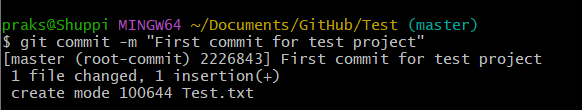 praks@Shuppi MINGW64 ~/Documents/GitHub/Test (master)
$ git commit -m "First commit for test project"
[master (root-commit) 2226843] First commit for test project
 1 file changed, 1 insertion(+)
 create mode 100644 Test.txt